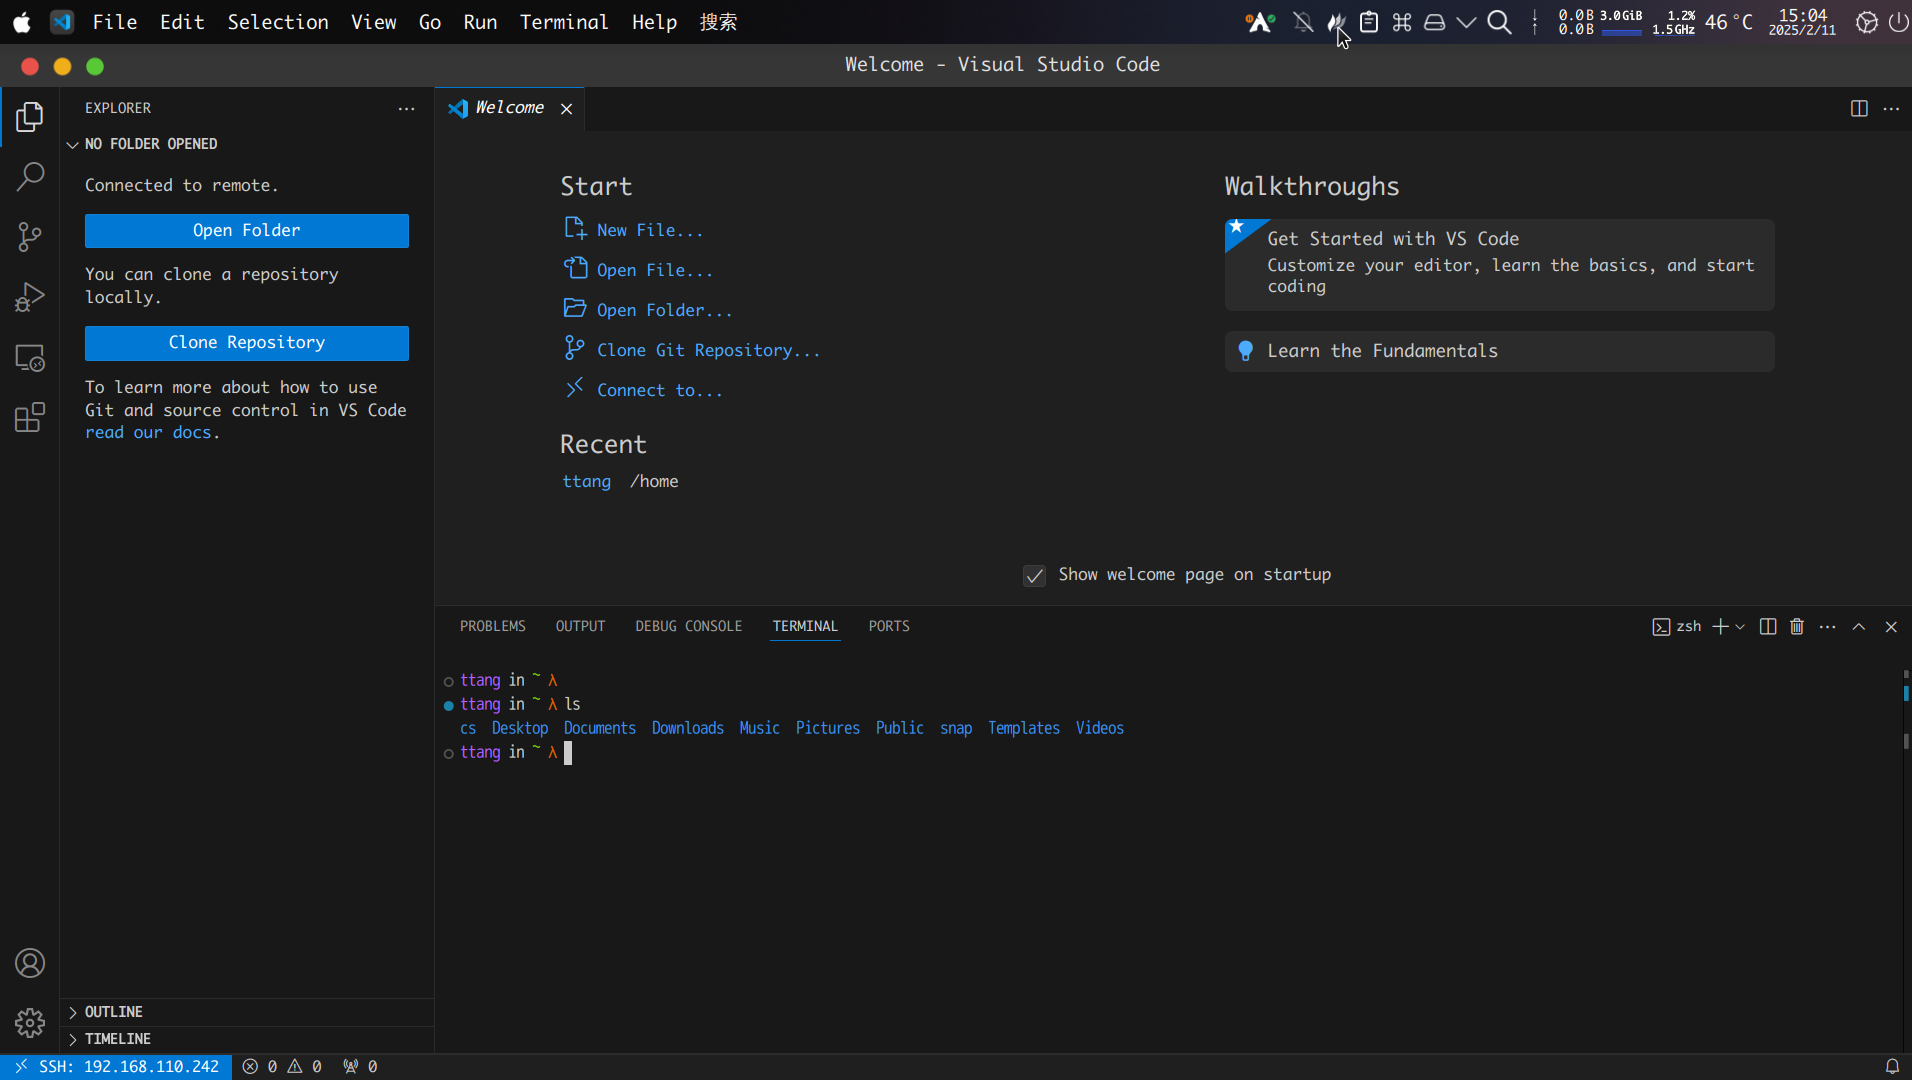 File Edit Selection View Go Run Terminal Help 搜索
0.0B 3.0GiB 1.2% 46°C 15:04
0.0B 1.5GHz 2025/2/11
Welcome - Visual Studio Code
EXPLORER
NO FOLDER OPENED
Connected to remote.
Open Folder
You can clone a repository
locally.
Clone Repository
To learn more about how to use
Git and source control in VS Code
read our docs.
OUTLINE
TIMELINE
Welcome
Start
New File...
Open File...
Open Folder...
Clone Git Repository...
Connect to...
Recent
ttang /home
Walkthroughs
Get Started with VS Code
Customize your editor, learn the basics, and start
coding
Learn the Fundamentals
Show welcome page on startup
PROBLEMS OUTPUT DEBUG CONSOLE TERMINAL PORTS
zsh
ttang in ~ λ
ttang in ~ λ ls
cs Desktop Documents Downloads Music Pictures Public snap Templates Videos
ttang in ~ λ
SSH: 192.168.110.242 0 0 0